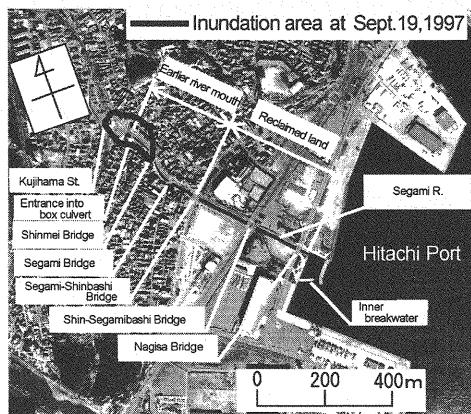 Inundation area at Sept.19,1997
4
Earlier river mouth
Reclaimed land
Kujihama St.
Entrance into
box culvert
Shinmei Bridge
Segami Bridge
Segami-Shinbashi
Bridge
Shin-Segamibashi Bridge
Nagisa Bridge
Segami R.
Hitachi Port
Inner
breakwater
0 200 400m